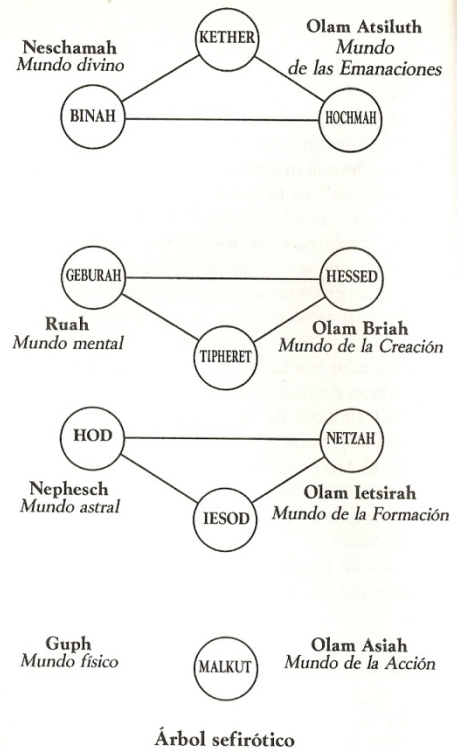 KETHER
Neschamah
Mundo divino
Olam Atsiluth
Mundo
de las Emanaciones
BINAH
HOCHMAH
GEBURAH
HESSED
Ruah
Mundo mental
TIPHERET
Olam Briah
Mundo de la Creación
HOD
NETZAH
Nephesch
Mundo astral
IESOD
Olam Ietsirah
Mundo de la Formación
Guph
Mundo físico
MALKUT
Olam Asiah
Mundo de la Acción
Árbol sefirótico